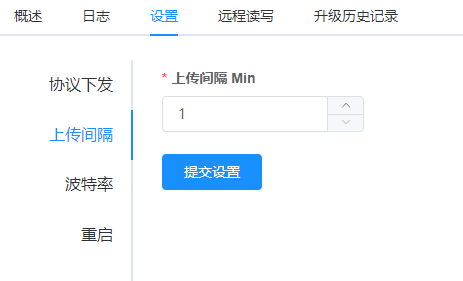 概述 日志 设置 远程读写 升级历史记录
协议下发
上传间隔
波特率
重启
* 上传间隔 Min
1
提交设置